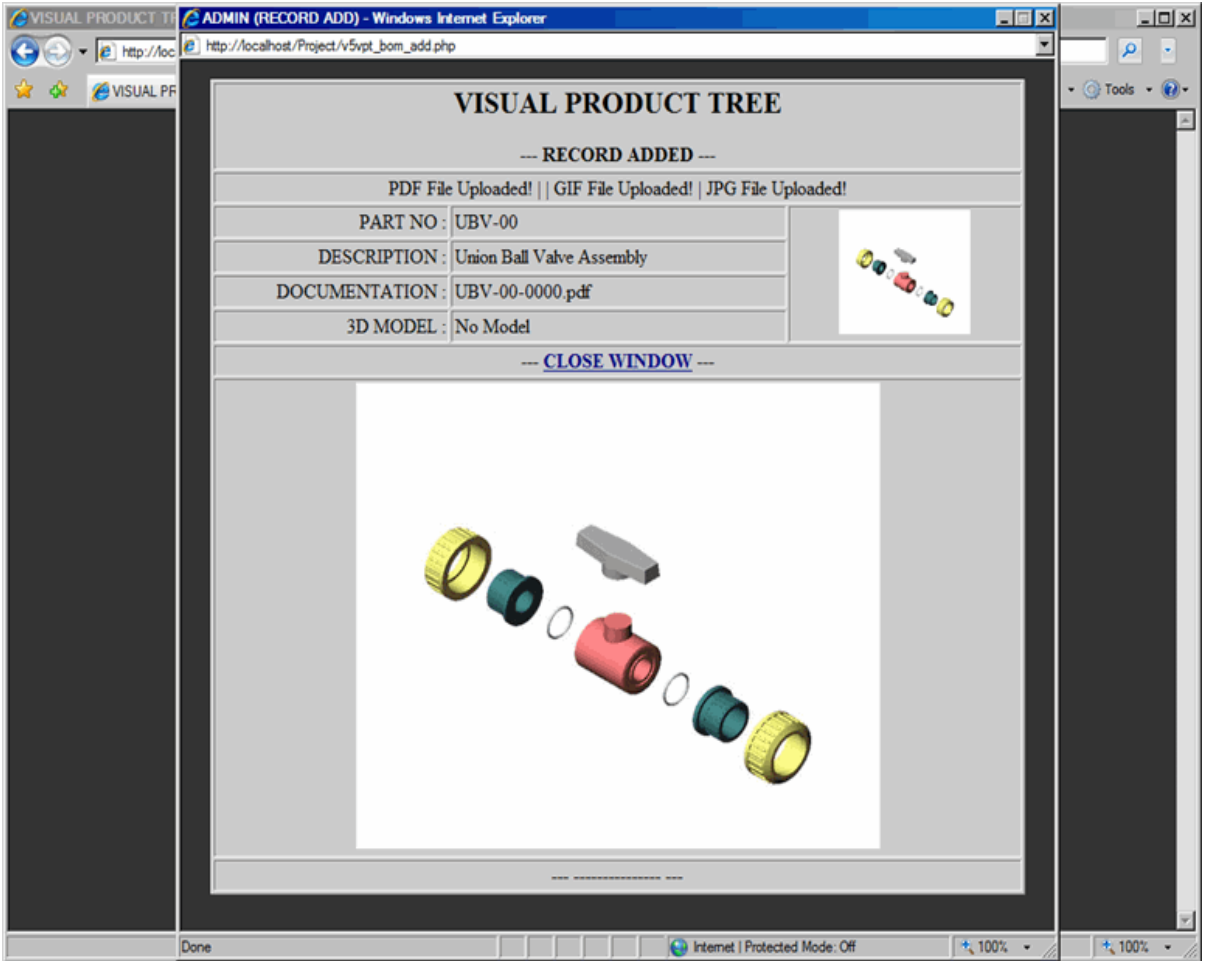 VISUAL PRODUCT T
ADMIN (RECORD ADD) - Windows Internet Explorer
http://loc
http://localhost/Project/v5vpt_bom_add.php
VISUAL PR
Tools
VISUAL PRODUCT TREE
--- RECORD ADDED ---
PDF File Uploaded! | | GIF File Uploaded! | JPG File Uploaded!
PART NO : UBV-00
DESCRIPTION : Union Ball Valve Assembly
DOCUMENTATION : UBV-00-0000.pdf
3D MODEL : No Model
--- CLOSE WINDOW ---
--- --------------- ---
Done
Internet | Protected Mode: Off
100%
100%